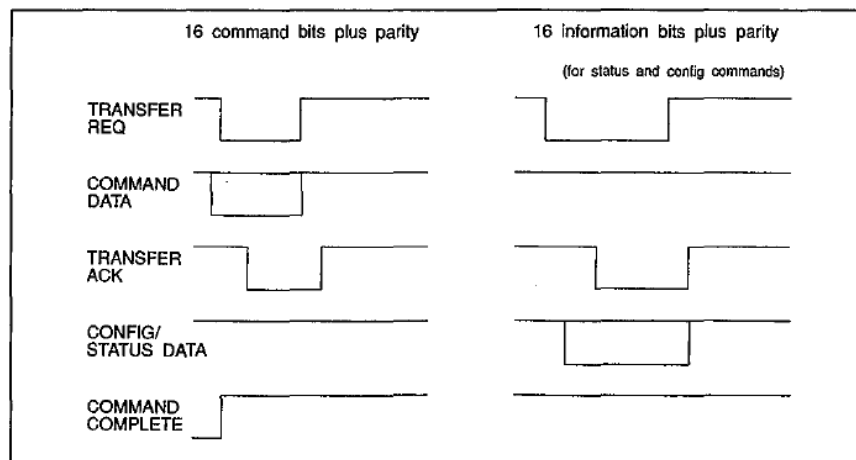 16 command bits plus parity
16 information bits plus parity
(for status and config commands)
TRANSFER
REQ
COMMAND
DATA
TRANSFER
ACK
CONFIG/
STATUS DATA
COMMAND
COMPLETE